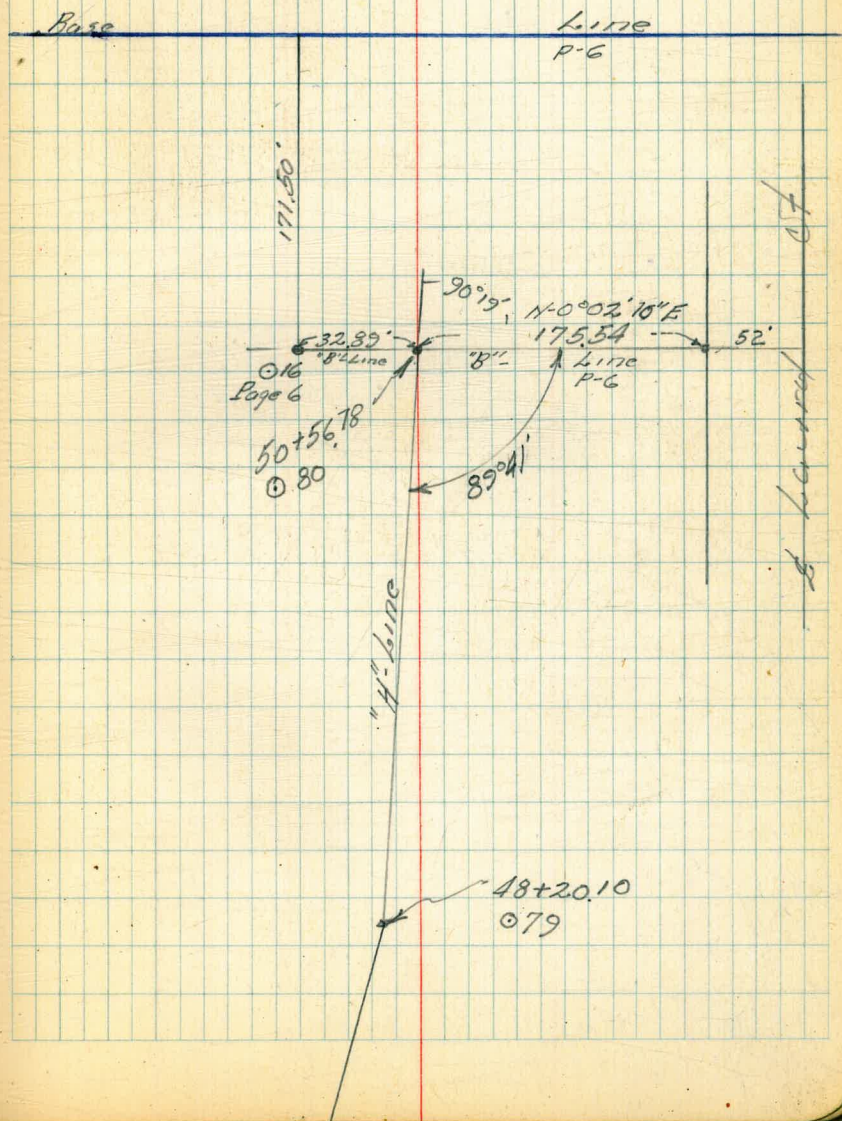 Base Line
P-6
171.50'
90°19'
N-0°02'10"E
32.89'
175.54
52'
"B"-Line
"B"- Line
P-6
⊙16
Page 6
50+56.78
⊙ 80
89°41'
"H"-Line
48+20.10
⊙79
St